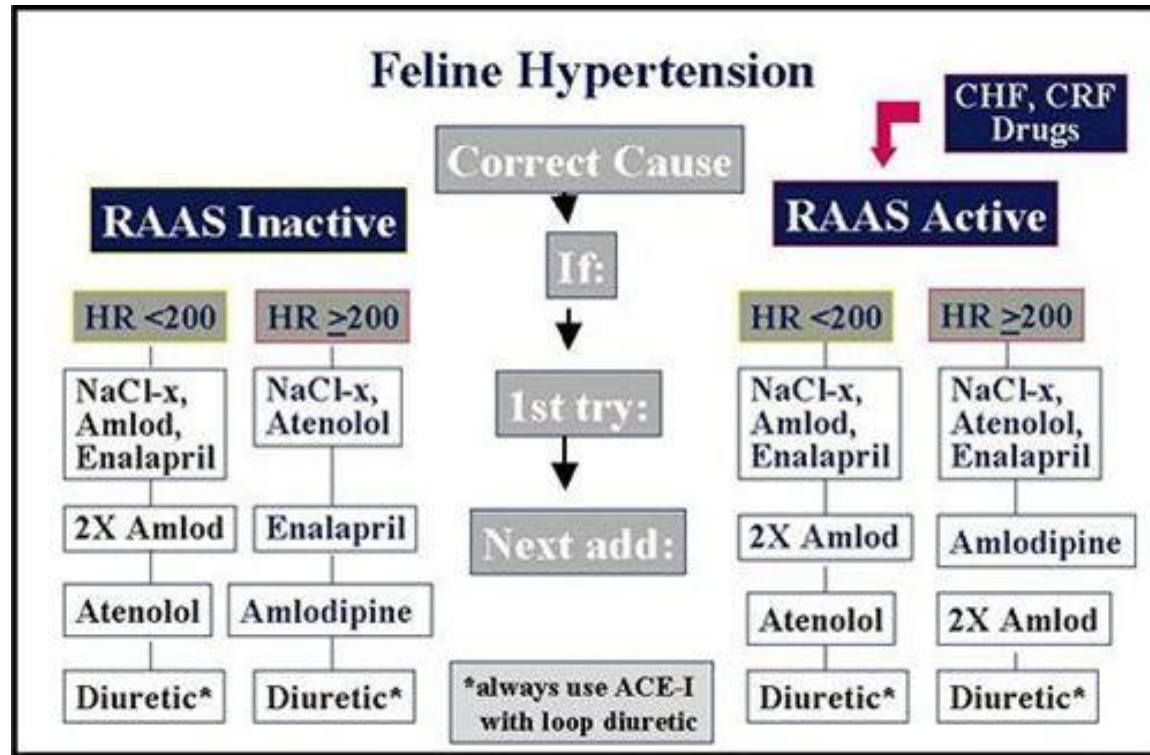 Feline Hypertension
CHF, CRF
Drugs
Correct Cause
RAAS Inactive
RAAS Active
If:
HR <200
HR ≥200
HR <200
HR ≥200
NaCl-x,
Amlod,
Enalapril
NaCl-x,
Atenolol
1st try:
NaCl-x,
Amlod,
Enalapril
NaCl-x,
Atenolol,
Enalapril
2X Amlod
Enalapril
Next add:
2X Amlod
Amlodipine
Atenolol
Amlodipine
Atenolol
2X Amlod
Diuretic*
Diuretic*
*always use ACE-I
with loop diuretic
Diuretic*
Diuretic*